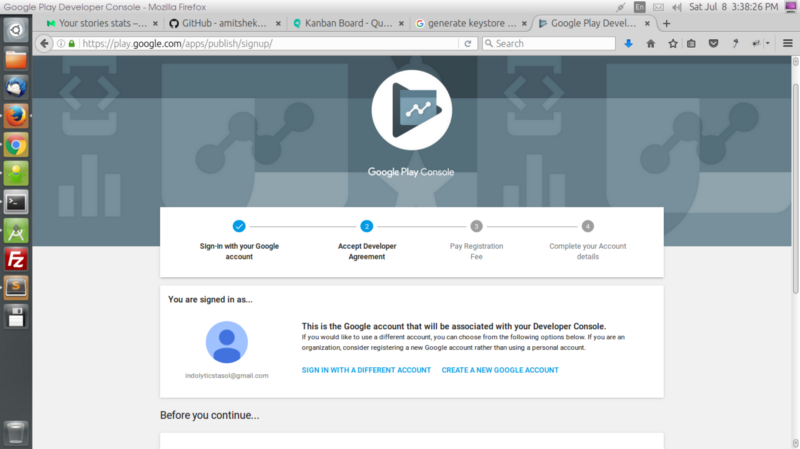 Google Play Developer Console - Mozilla Firefox
En
Sat Jul 8 3:38:26 PM
Your stories stats –...
GitHub - amitshek...
Kanban Board - Qu...
generate keystore ...
Google Play Devel...
https://play.google.com/apps/publish/signup/
Search
Google Play Console
2
3
4
Sign-in with your Google account
Accept Developer Agreement
Pay Registration Fee
Complete your Account details
You are signed in as...
This is the Google account that will be associated with your Developer Console.
If you would like to use a different account, you can choose from the following options below. If you are an
organization, consider registering a new Google account rather than using a personal account.
indolyticstasol@gmail.com
SIGN IN WITH A DIFFERENT ACCOUNT
CREATE A NEW GOOGLE ACCOUNT
Before you continue...